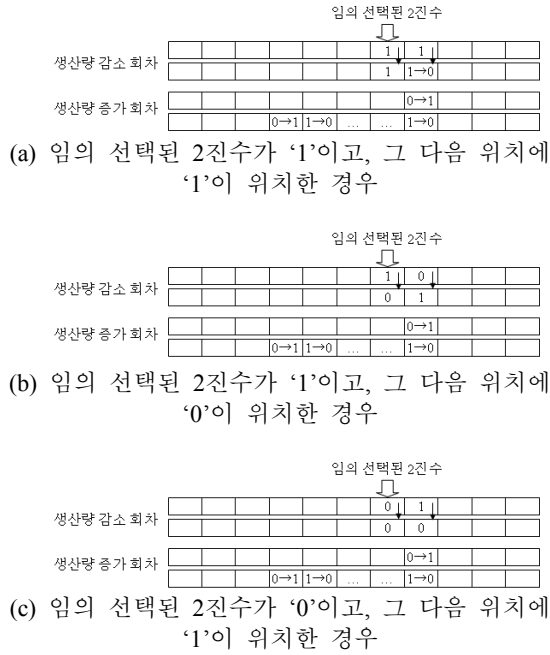 임의 선택된 2진수
1 1
생산량 감소 회차
1 1→0
0→1
생산량 증가 회차
0→1 1→0 ... ... 1→0
(a) 임의 선택된 2진수가 ‘1’이고, 그 다음 위치에
‘1’이 위치한 경우
임의 선택된 2진수
1 0
생산량 감소 회차
0 1
0→1
생산량 증가 회차
0→1 1→0 ... ... 1→0
(b) 임의 선택된 2진수가 ‘1’이고, 그 다음 위치에
‘0’이 위치한 경우
임의 선택된 2진수
0 1
생산량 감소 회차
0 0
0→1
생산량 증가 회차
0→1 1→0 ... ... 1→0
(c) 임의 선택된 2진수가 ‘0’이고, 그 다음 위치에
‘1’이 위치한 경우